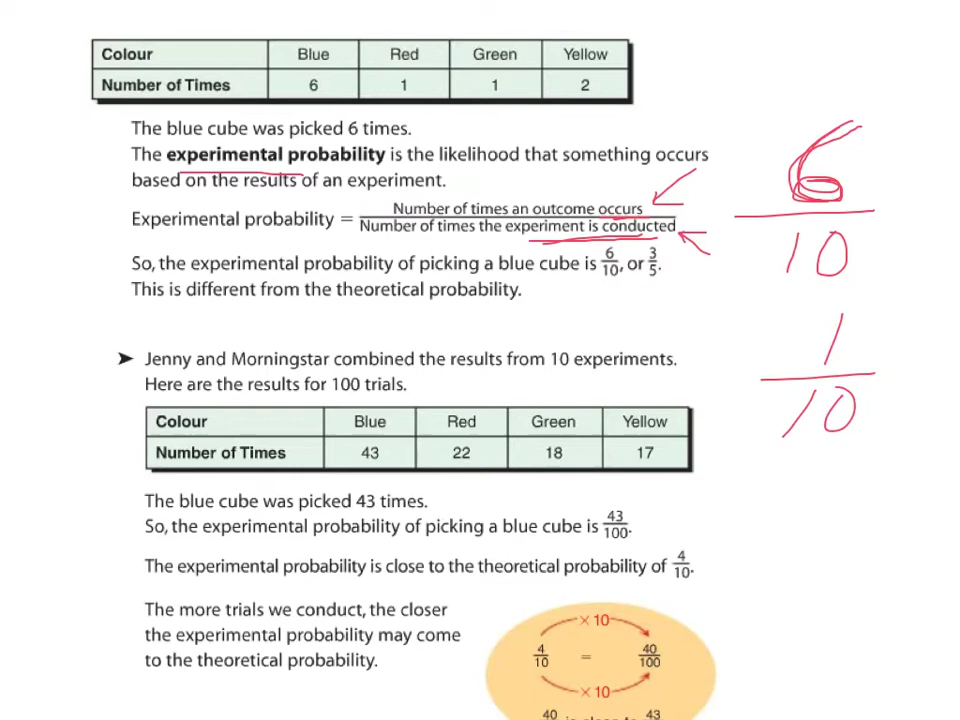 Colour Blue Red Green Yellow
Number of Times 6 1 1 2
The blue cube was picked 6 times.
The experimental probability is the likelihood that something occurs
based on the results of an experiment.
Experimental probability = Number of times an outcome occurs / Number of times the experiment is conducted
So, the experimental probability of picking a blue cube is 6/10, or 3/5.
This is different from the theoretical probability.
6/10
1/10
➤ Jenny and Morningstar combined the results from 10 experiments.
Here are the results for 100 trials.
Colour Blue Red Green Yellow
Number of Times 43 22 18 17
The blue cube was picked 43 times.
So, the experimental probability of picking a blue cube is 43/100.
The experimental probability is close to the theoretical probability of 4/10.
The more trials we conduct, the closer
the experimental probability may come
to the theoretical probability.
× 10
4/10 = 40/100
× 10
40 is close to 43